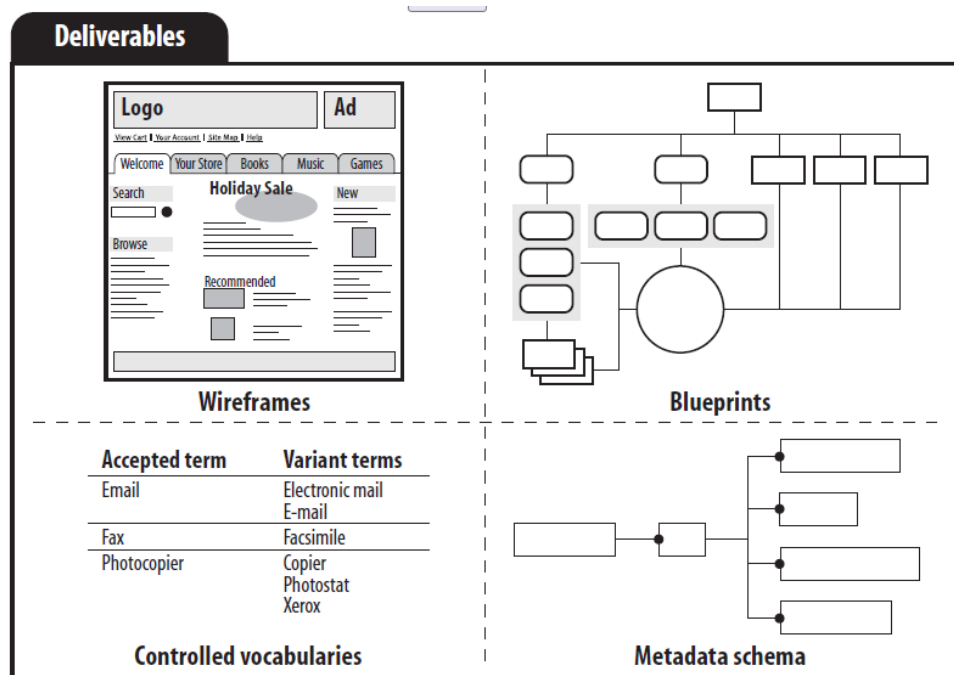 Deliverables
Logo
Ad
View Cart | Your Account | Site Map | Help
Welcome
Your Store
Books
Music
Games
Search
Holiday Sale
New
Browse
Recommended
Wireframes
Blueprints
Accepted term Variant terms
Email Electronic mail
E-mail
Fax Facsimile
Photocopier Copier
Photostat
Xerox
Controlled vocabularies
Metadata schema